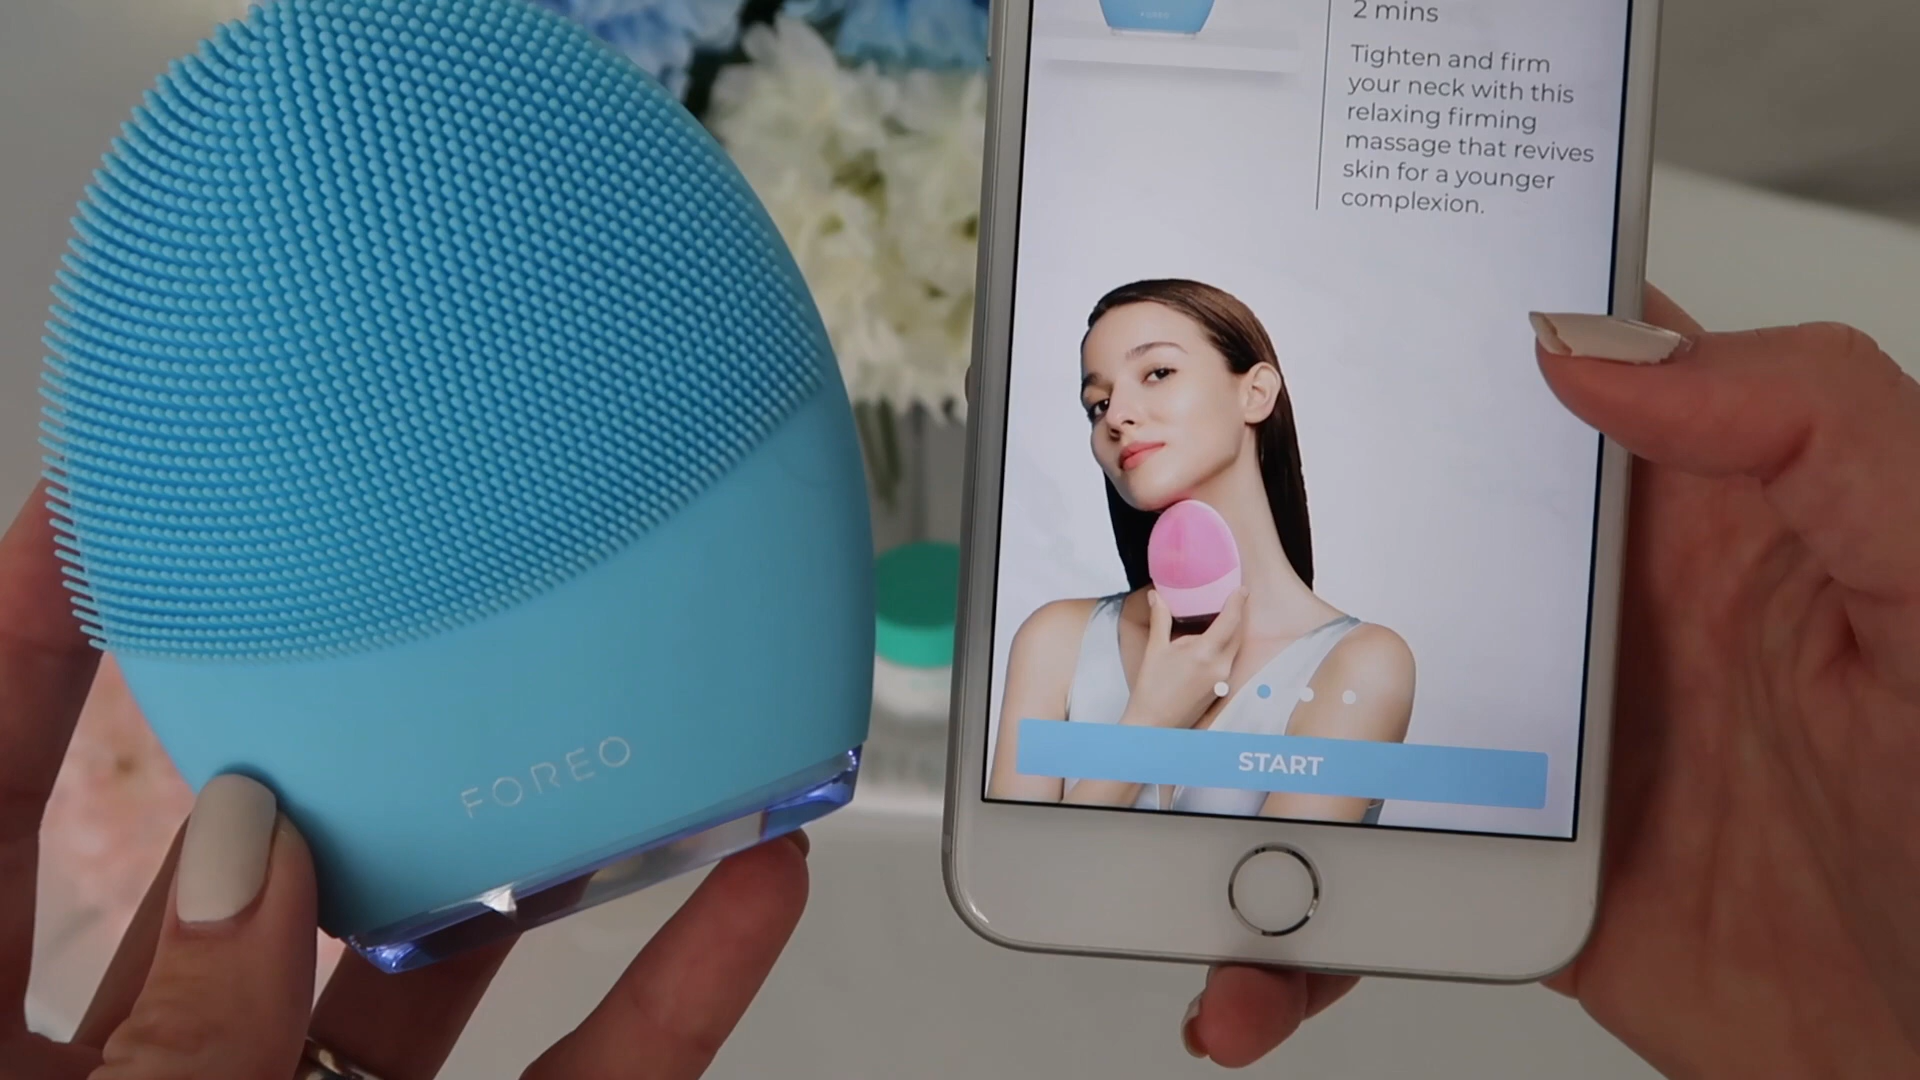 FOREO
2 mins
Tighten and firm
your neck with this
relaxing firming
massage that revives
skin for a younger
complexion.
START